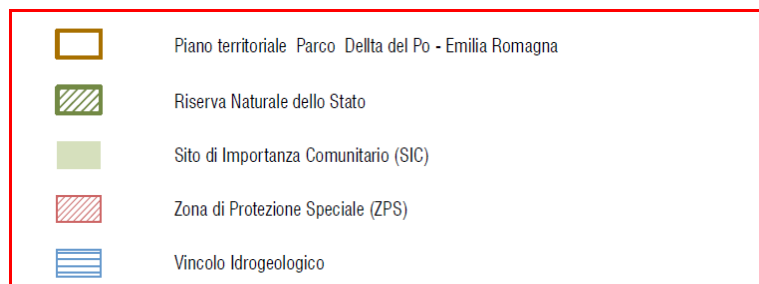 Piano territoriale Parco Dellta del Po - Emilia Romagna
Riserva Naturale dello Stato
Sito di Importanza Comunitario (SIC)
Zona di Protezione Speciale (ZPS)
Vincolo Idrogeologico